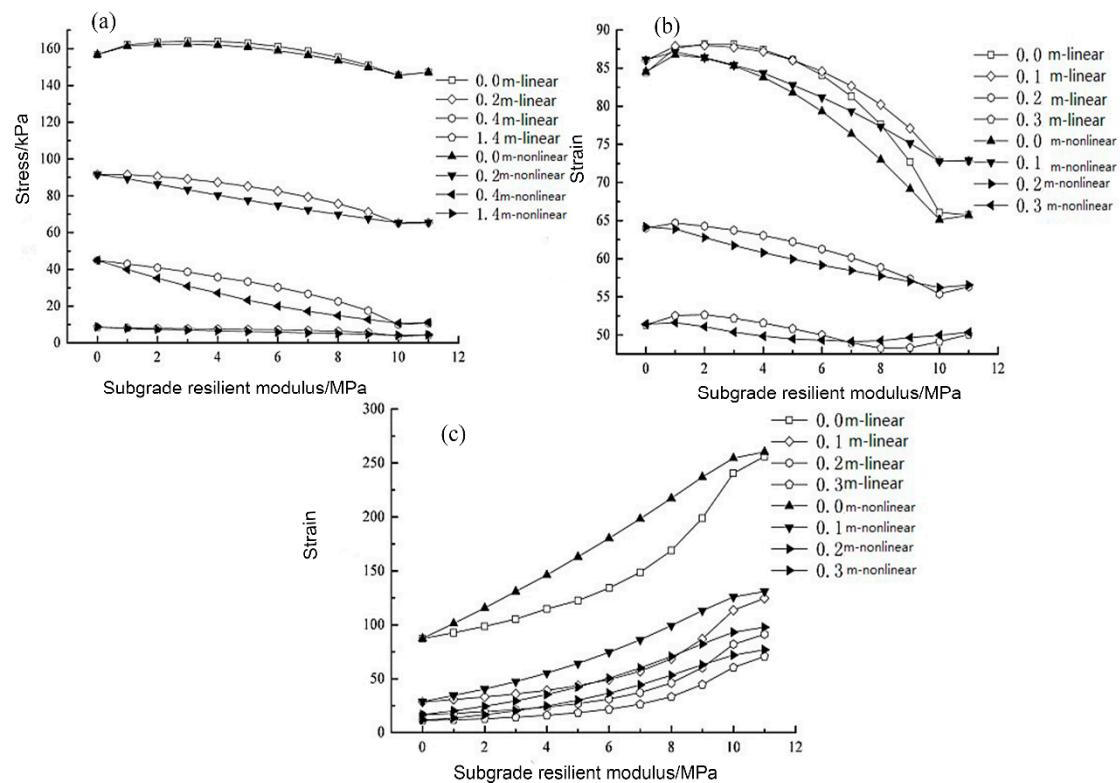 (a)
160
140
120
100
80
60
40
20
0
Stress/kPa
0 2 4 6 8 10 12
Subgrade resilient modulus/MPa
0.0m-linear
0.2m-linear
0.4m-linear
1.4m-linear
0.0m-nonlinear
0.2m-nonlinear
0.4m-nonlinear
1.4m-nonlinear
(b)
90
85
80
75
70
65
60
55
50
Strain
0 2 4 6 8 10 12
Subgrade resilient modulus/MPa
0.0 m-linear
0.1 m-linear
0.2 m-linear
0.3 m-linear
0.0 m-nonlinear
0.1 m-nonlinear
0.2m-nonlinear
0.3 m-nonlinear
(c)
300
250
200
150
100
50
0
Strain
0 2 4 6 8 10 12
Subgrade resilient modulus/MPa
0.0m-linear
0.1 m-linear
0.2m-linear
0.3m-linear
0.0m-nonlinear
0.1 m-nonlinear
0.2m-nonlinear
0.3m-nonlinear